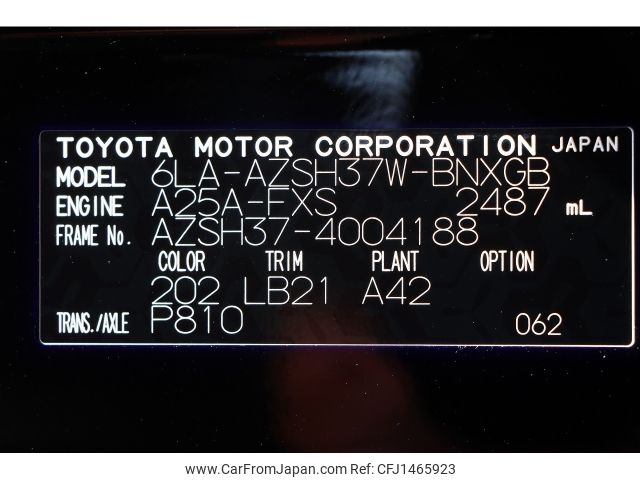 TOYOTA MOTOR CORPORATION JAPAN
MODEL 6LA-AZSH37W-BNXGB
ENGINE A25A-FXS 2487 mL
FRAME No. AZSH37-4004188
COLOR TRIM PLANT OPTION
202 LB21 A42
TRANS./AXLE P810 062
www.CarFromJapan.com CFJ1465923